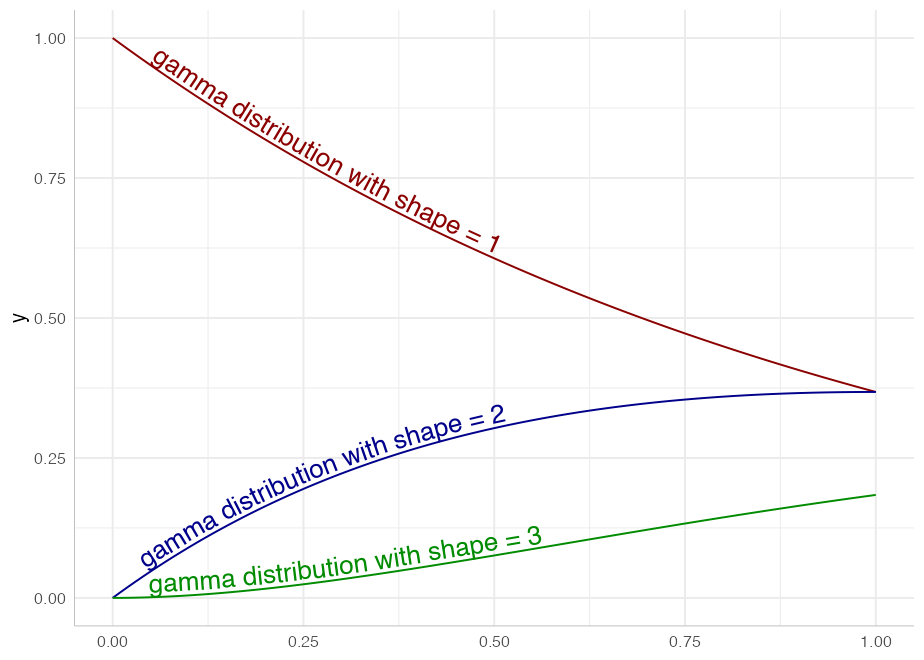 1.00
gamma distribution with shape = 1
0.75
y
0.50
gamma distribution with shape = 2
0.25
gamma distribution with shape = 3
0.00
0.00 0.25 0.50 0.75 1.00